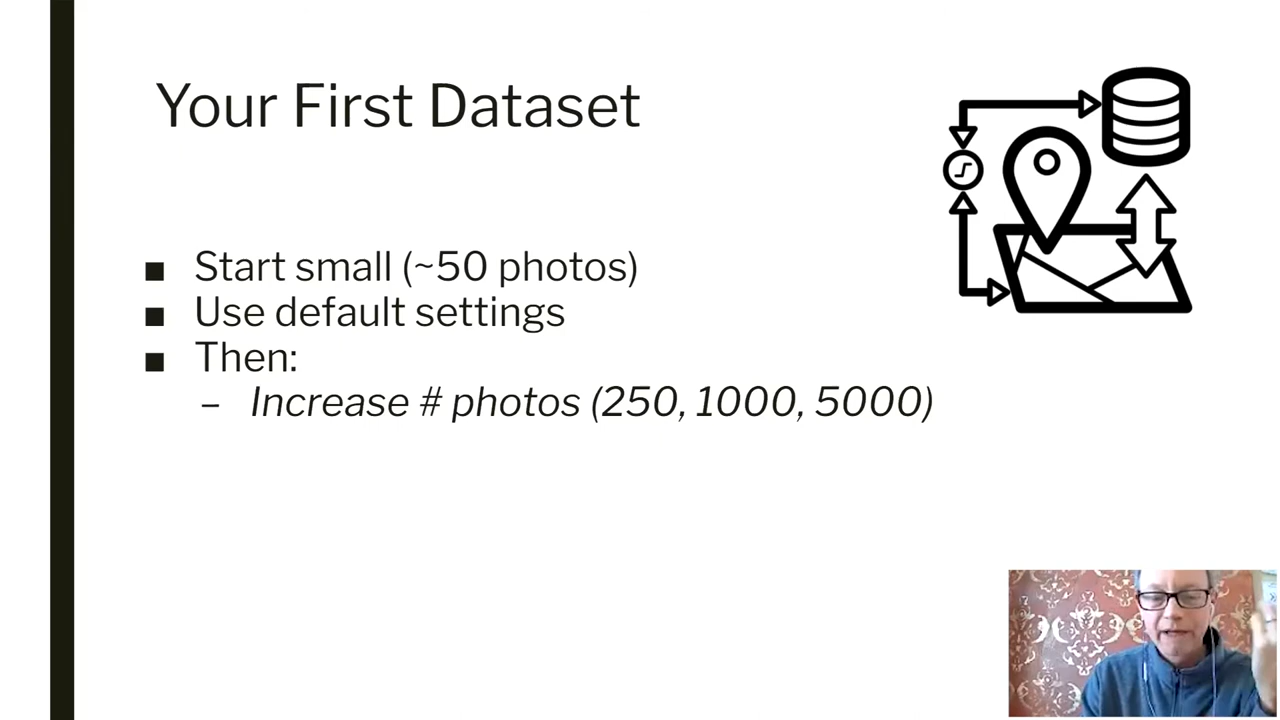 Your First Dataset
■ Start small (~50 photos)
■ Use default settings
■ Then:
– Increase # photos (250, 1000, 5000)